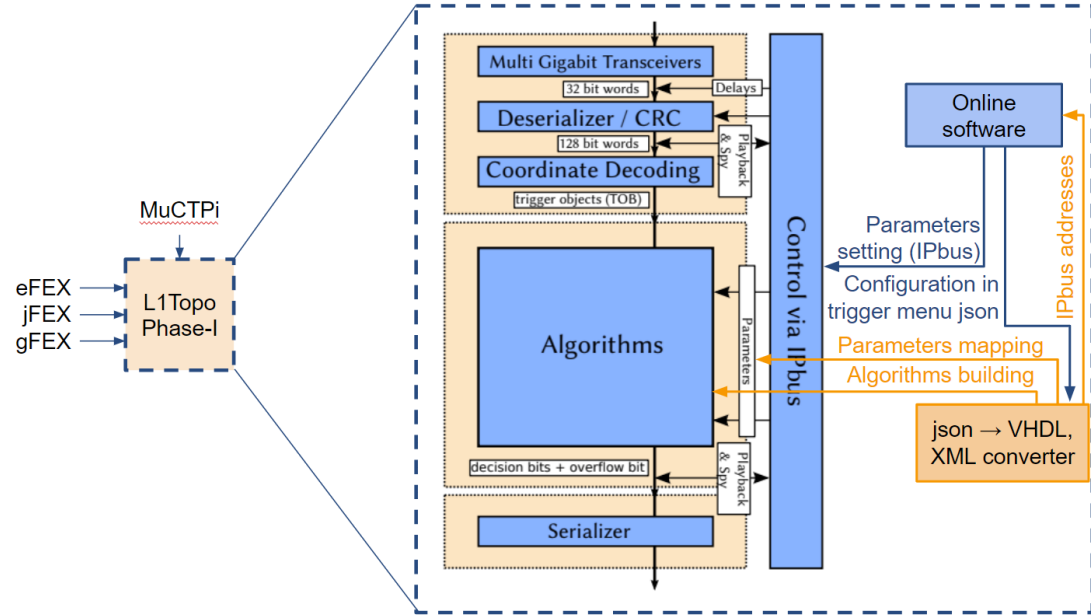 MuCTPi
eFEX
jFEX
gFEX
L1Topo
Phase-I
Multi Gigabit Transceivers
32 bit words
Delays
Deserializer / CRC
128 bit words
Playback
& Spy
Coordinate Decoding
trigger objects (TOB)
Algorithms
Parameters
decision bits + overflow bit
Playback
& Spy
Serializer
Control via IPbus
Online
software
Parameters
setting (IPbus)
Configuration in
trigger menu json
IPbus addresses
Parameters mapping
Algorithms building
json → VHDL,
XML converter